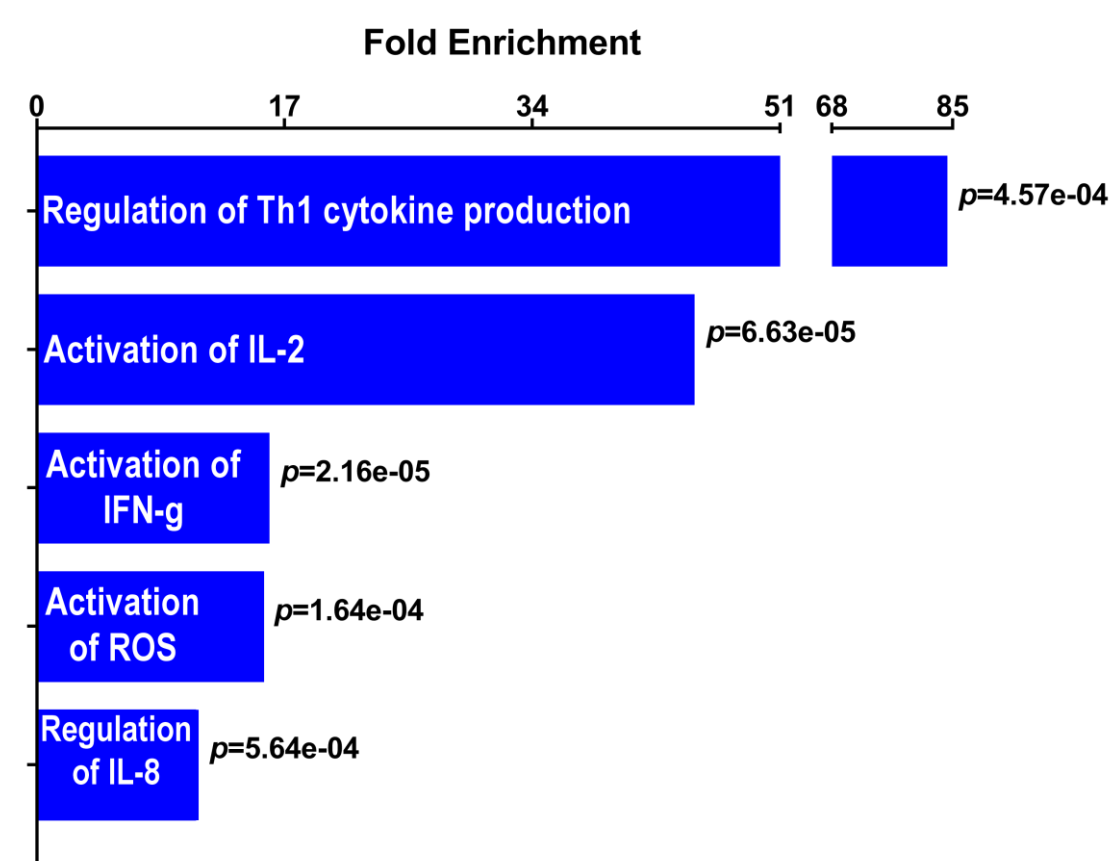 Fold Enrichment
0 17 34 51 68 85
Regulation of Th1 cytokine production
p=4.57e-04
Activation of IL-2
p=6.63e-05
Activation of
IFN-g
p=2.16e-05
Activation
of ROS
p=1.64e-04
Regulation
of IL-8
p=5.64e-04